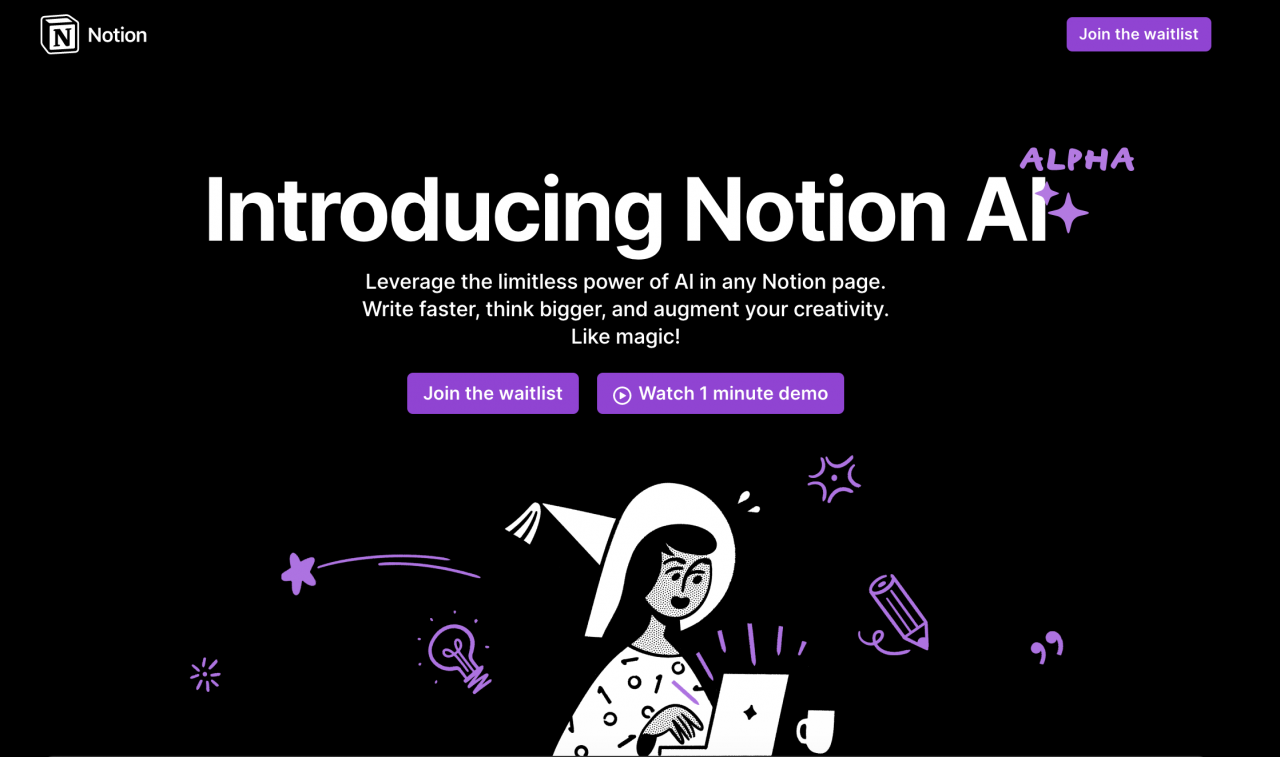 Notion
Join the waitlist
ALPHA
Introducing Notion AI
Leverage the limitless power of AI in any Notion page.
Write faster, think bigger, and augment your creativity.
Like magic!
Join the waitlist
Watch 1 minute demo